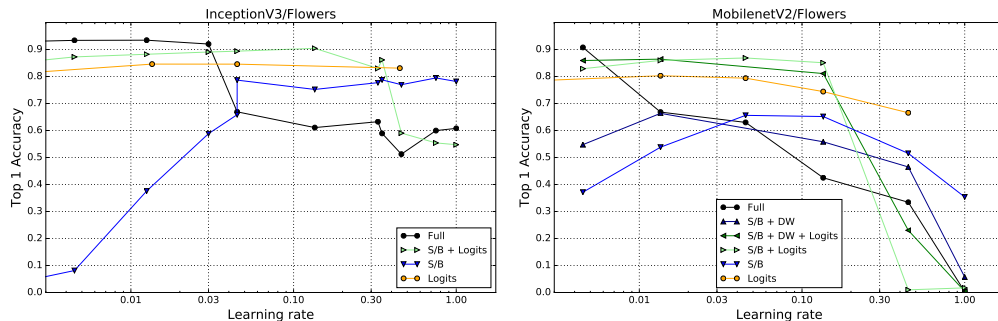 InceptionV3/Flowers
Top 1 Accuracy
0.9
0.8
0.7
0.6
0.5
0.4
0.3
0.2
0.1
0.0
Full
S/B + Logits
S/B
Logits
0.01
0.03
0.10
0.30
1.00
Learning rate
MobilenetV2/Flowers
Top 1 Accuracy
0.9
0.8
0.7
0.6
0.5
0.4
0.3
0.2
0.1
0.0
Full
S/B + DW
S/B + DW + Logits
S/B + Logits
S/B
Logits
0.01
0.03
0.10
0.30
1.00
Learning rate